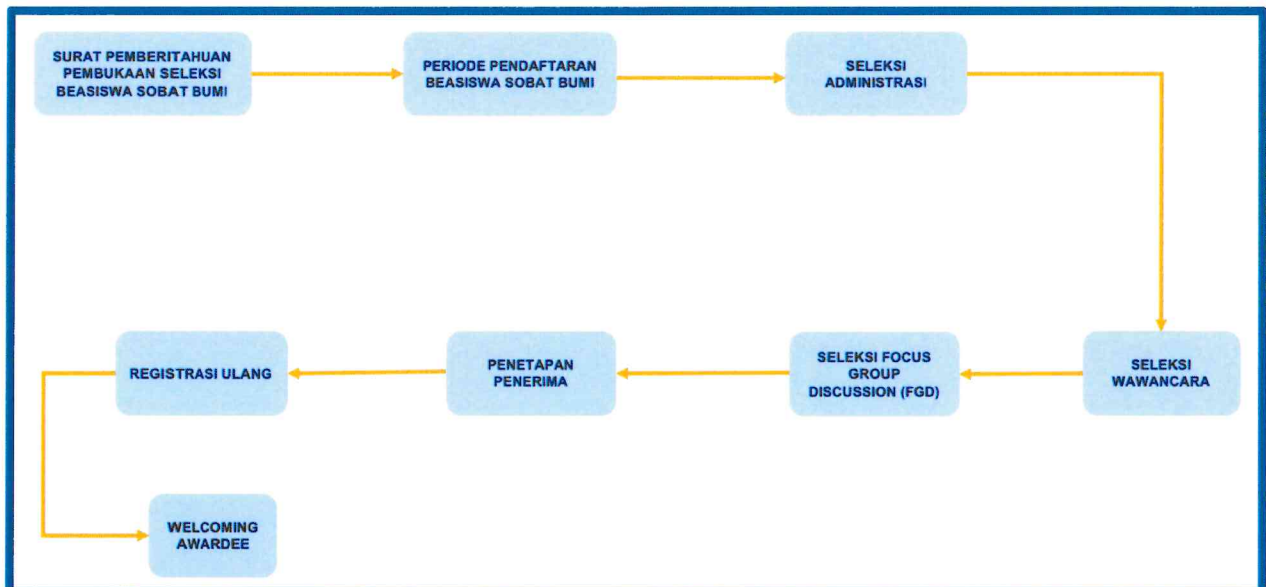 SURAT PEMBERITAHUAN
PEMBUKAAN SELEKSI
BEASISWA SOBAT BUMI
PERIODE PENDAFTARAN
BEASISWA SOBAT BUMI
SELEKSI
ADMINISTRASI
SELEKSI
WAWANCARA
SELEKSI FOCUS
GROUP
DISCUSSION (FGD)
PENETAPAN
PENERIMA
REGISTRASI ULANG
WELCOMING
AWARDEE